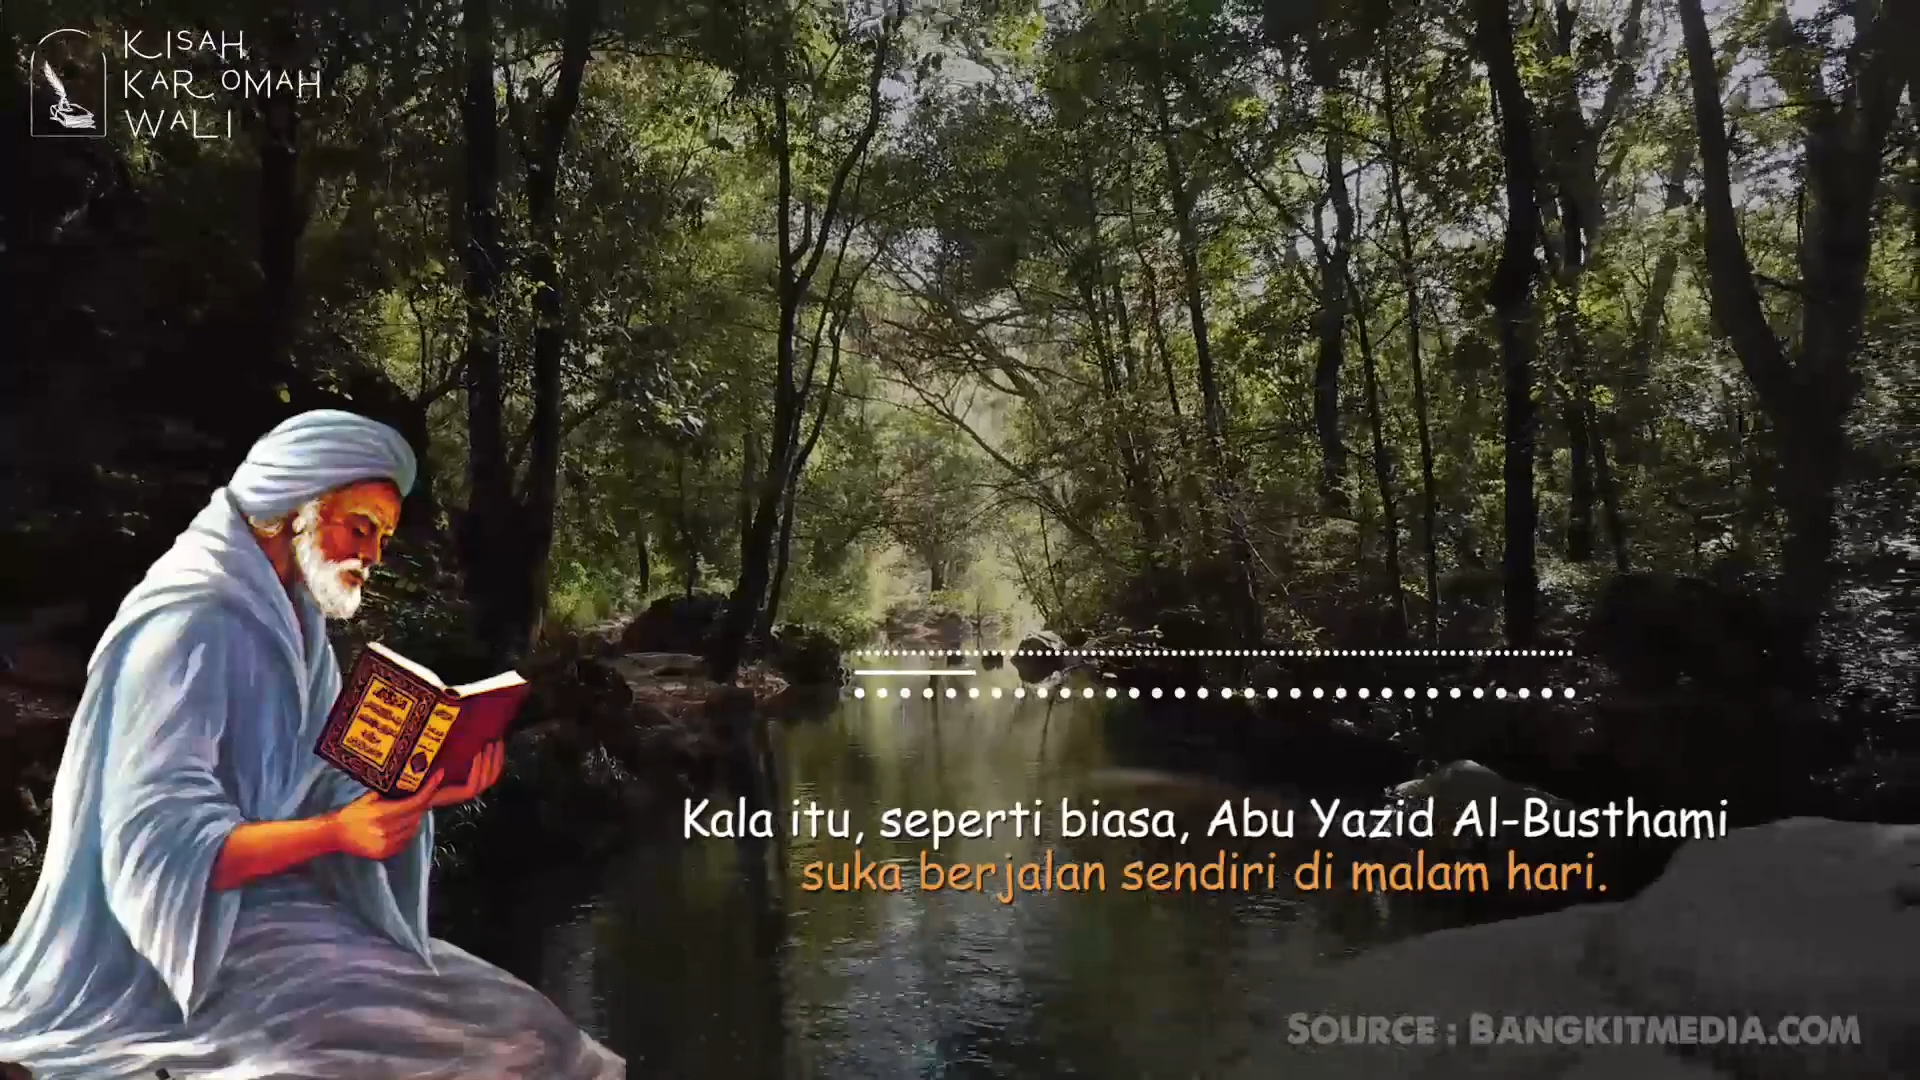 KISAH
KAROMAH
WALI
Kala itu, seperti biasa, Abu Yazid Al-Busthami
suka berjalan sendiri di malam hari.
SOURCE : BANGKITMEDIA.COM